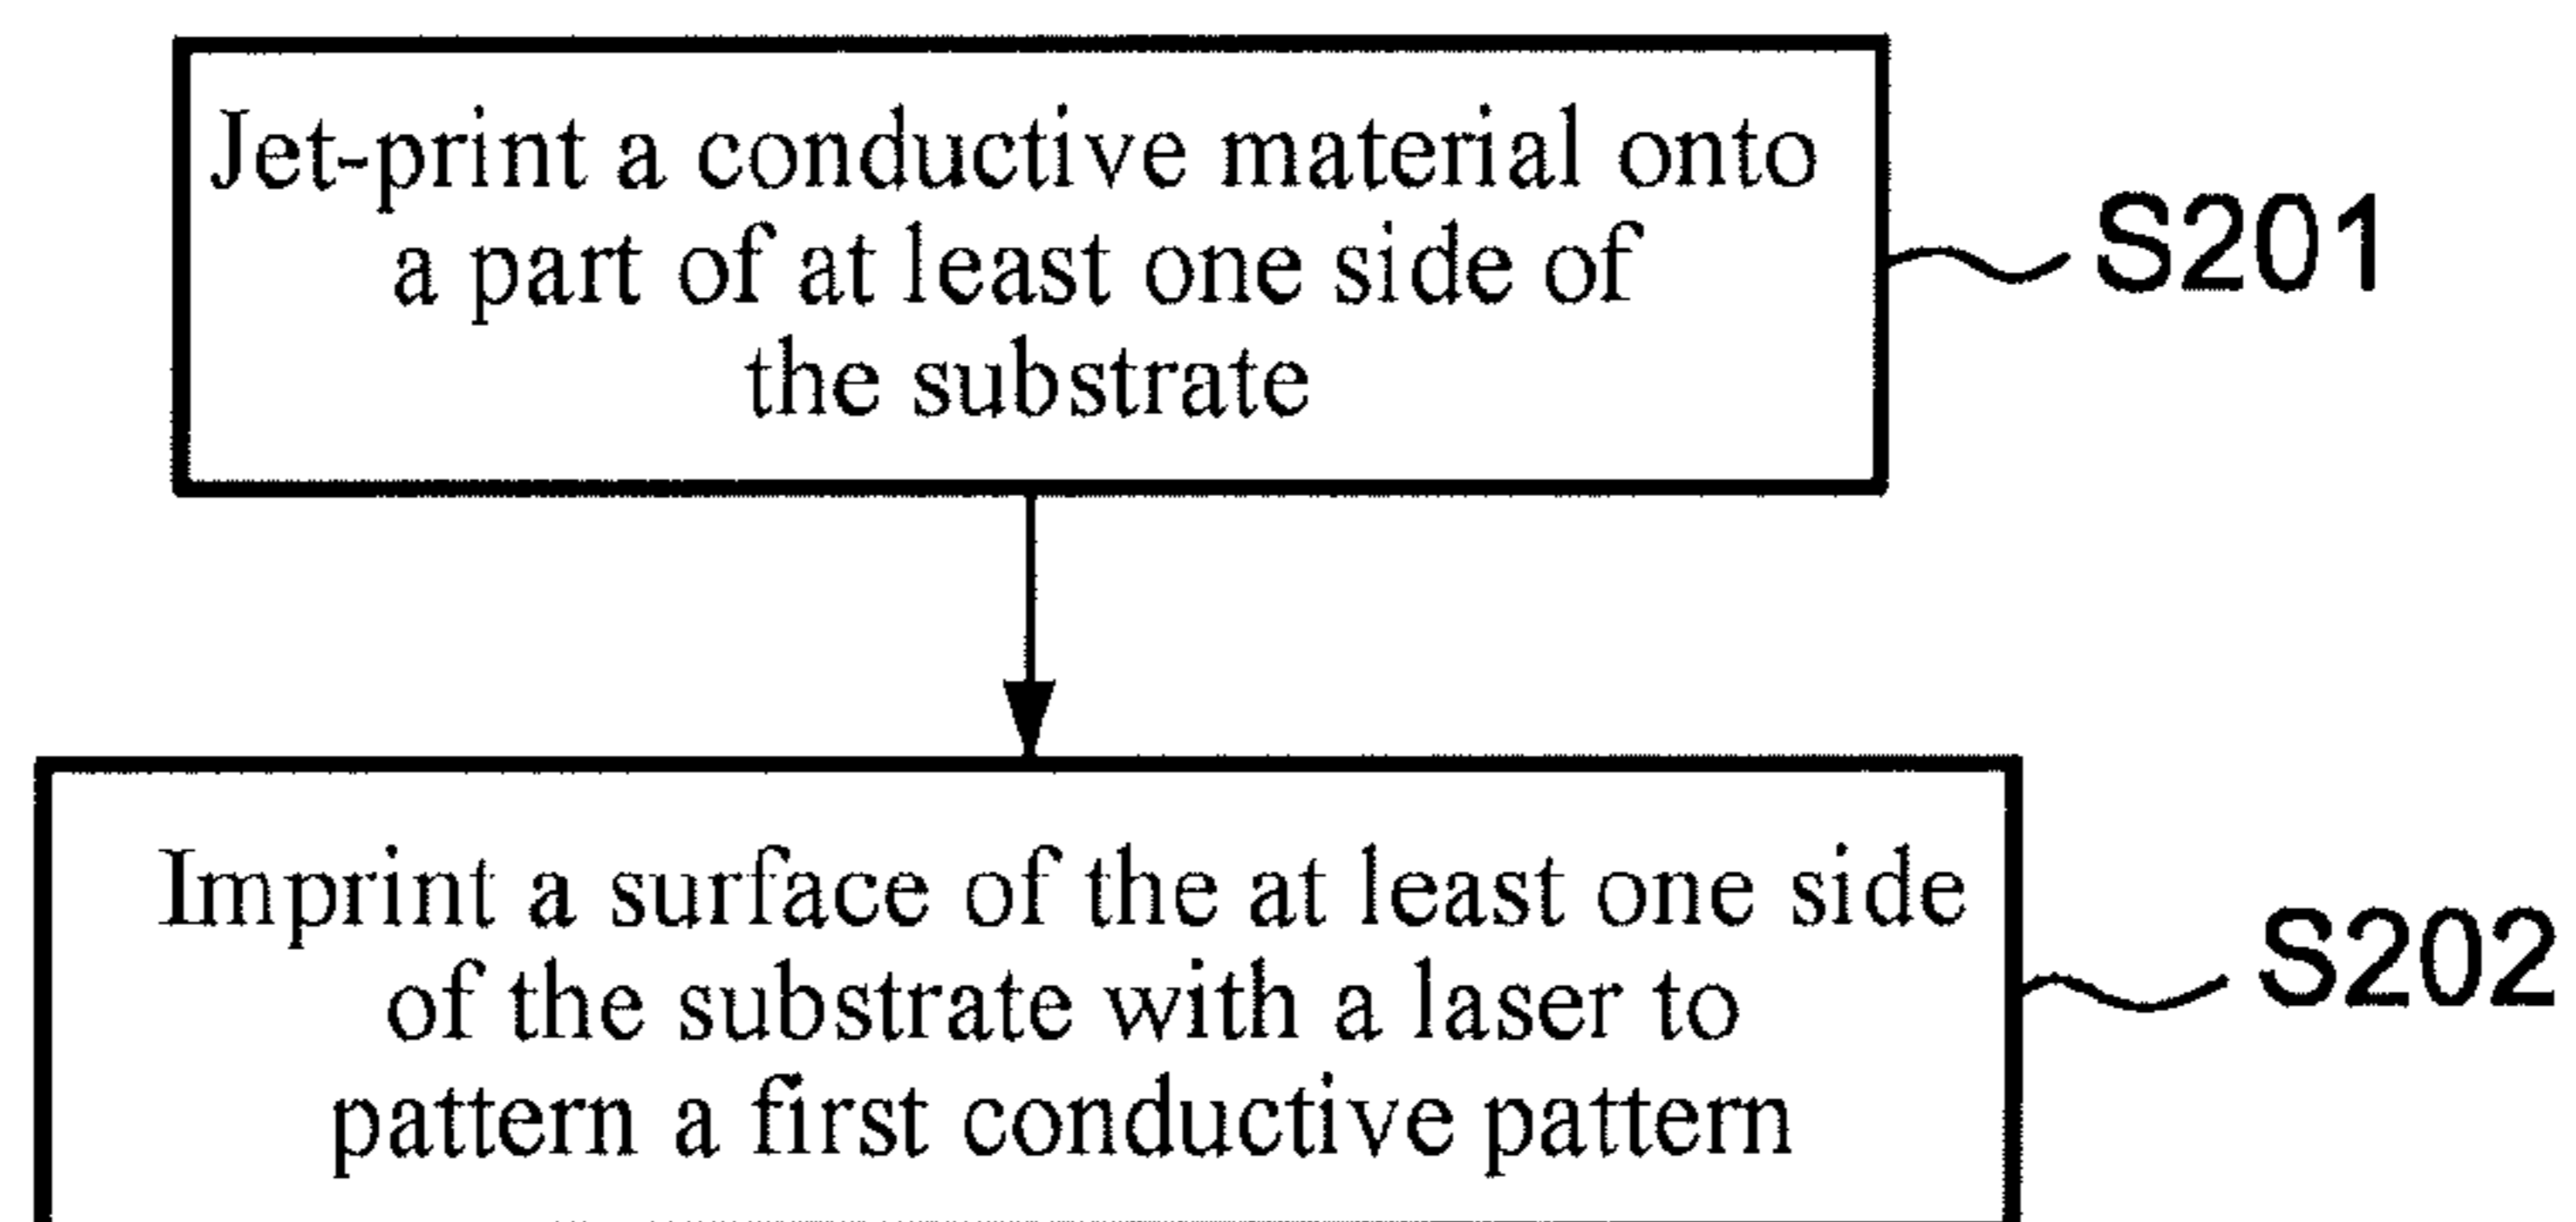 Jet-print a conductive material onto
a part of at least one side of
the substrate
S201
Imprint a surface of the at least one side
of the substrate with a laser to
pattern a first conductive pattern
S202